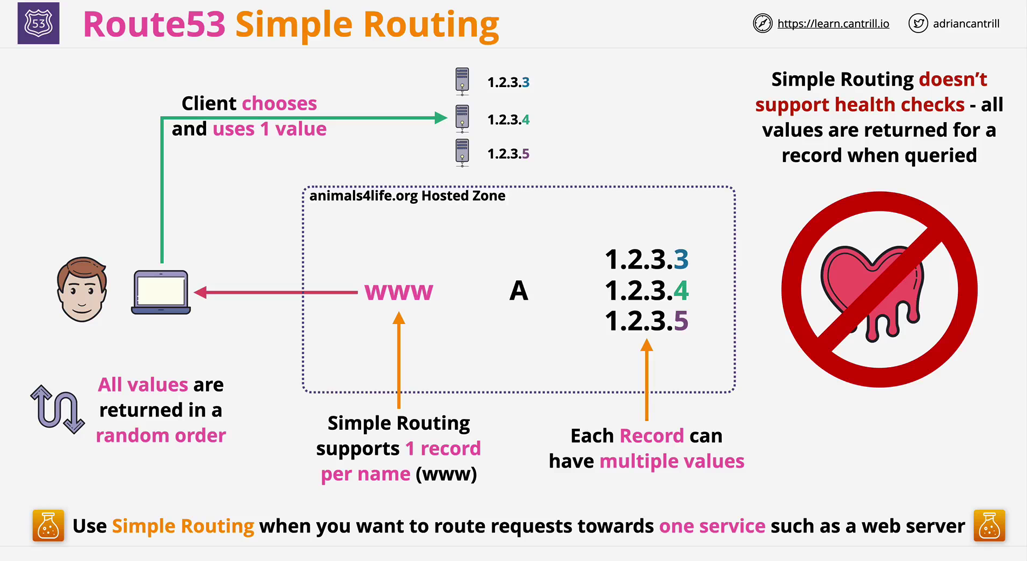 53
Route53 Simple Routing
https://learn.cantrill.io
adriancantrill
Client chooses
and uses 1 value
1.2.3.3
1.2.3.4
1.2.3.5
Simple Routing doesn’t
support health checks - all
values are returned for a
record when queried
animals4life.org Hosted Zone
www
A
1.2.3.3
1.2.3.4
1.2.3.5
All values are
returned in a
random order
Simple Routing
supports 1 record
per name (www)
Each Record can
have multiple values
Use Simple Routing when you want to route requests towards one service such as a web server